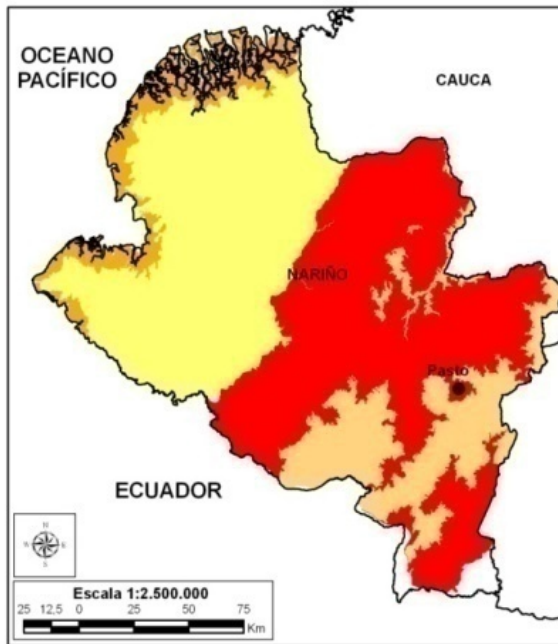 OCEANO
PACÍFICO
CAUCA
NARIÑO
Pasto
ECUADOR
N
W E
S
Escala 1:2.500.000
25 12,5 0 25 50 75
Km